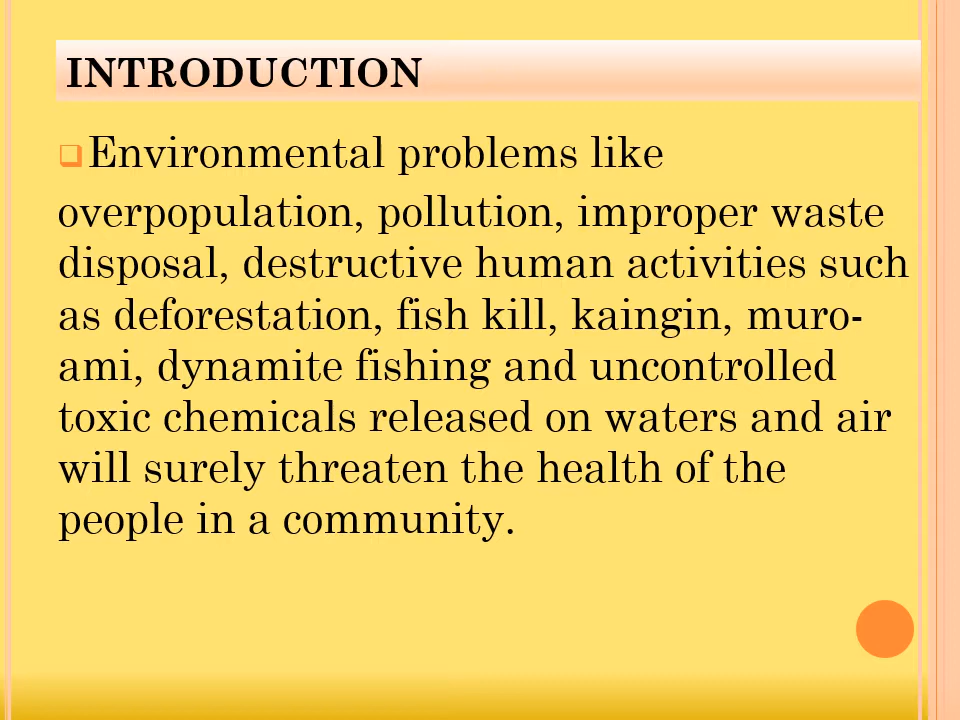 INTRODUCTION
Environmental problems like
overpopulation, pollution, improper waste
disposal, destructive human activities such
as deforestation, fish kill, kaingin, muro-
ami, dynamite fishing and uncontrolled
toxic chemicals released on waters and air
will surely threaten the health of the
people in a community.